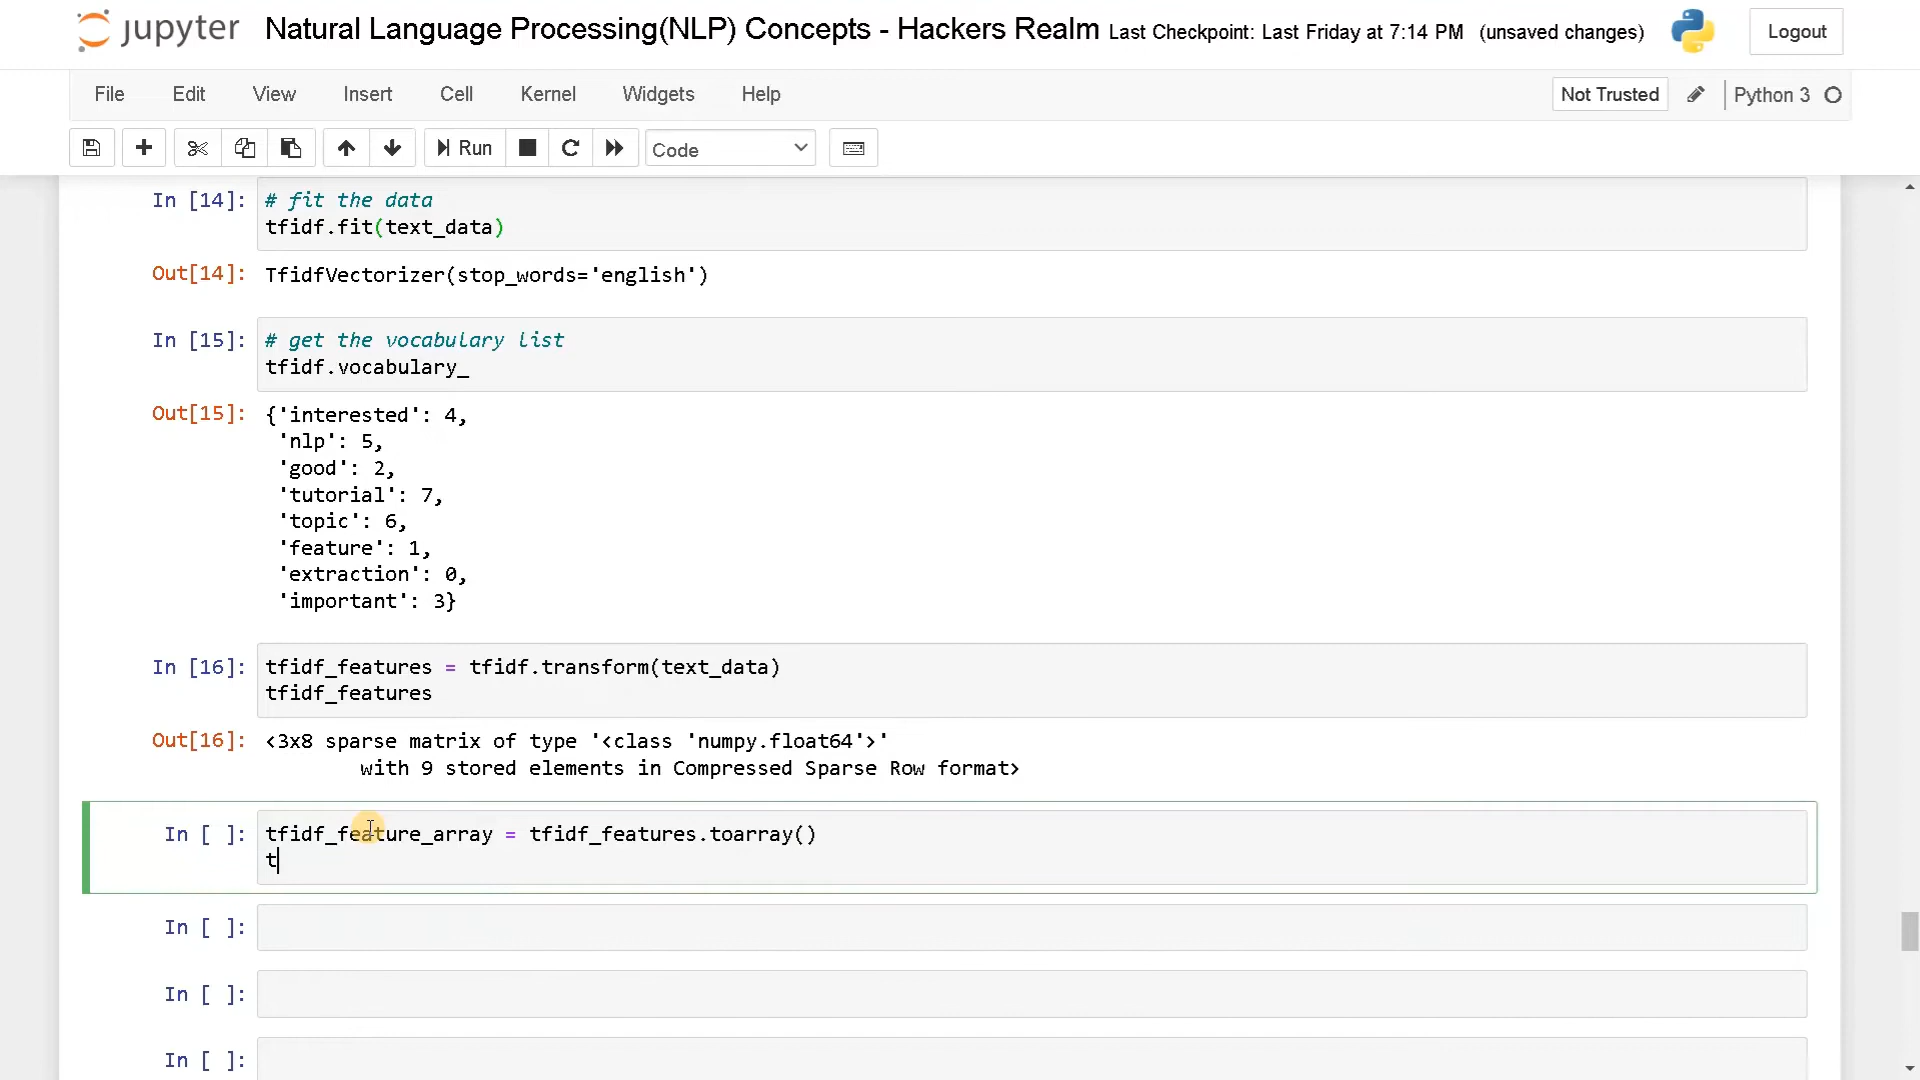 jupyter Natural Language Processing(NLP) Concepts - Hackers Realm Last Checkpoint: Last Friday at 7:14 PM (unsaved changes) Logout
File Edit View Insert Cell Kernel Widgets Help Not Trusted Python 3
Run Code
In [14]: # fit the data
tfidf.fit(text_data)
Out[14]: TfidfVectorizer(stop_words='english')
In [15]: # get the vocabulary list
tfidf.vocabulary_
Out[15]: {'interested': 4,
'nlp': 5,
'good': 2,
'tutorial': 7,
'topic': 6,
'feature': 1,
'extraction': 0,
'important': 3}
In [16]: tfidf_features = tfidf.transform(text_data)
tfidf_features
Out[16]: <3x8 sparse matrix of type '<class 'numpy.float64'>'
with 9 stored elements in Compressed Sparse Row format>
In [ ]: tfidf_feature_array = tfidf_features.toarray()
t
In [ ]:
In [ ]:
In [ ]: